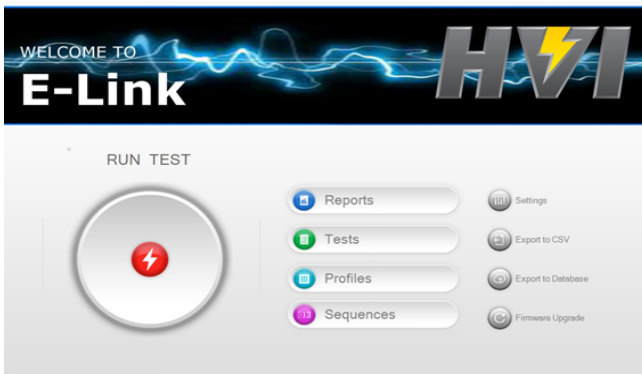 WELCOME TO
E-Link
HVI
RUN TEST
Reports
Tests
Profiles
Sequences
Settings
Export to CSV
Export to Database
Firmware Upgrade